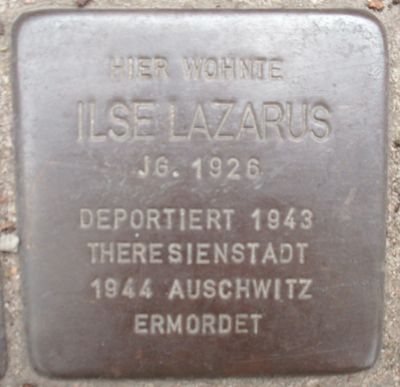 HIER WOHNTE
ILSE LAZARUS
JG. 1926
DEPORTIERT 1943
THERESIENSTADT
1944 AUSCHWITZ
ERMORDET